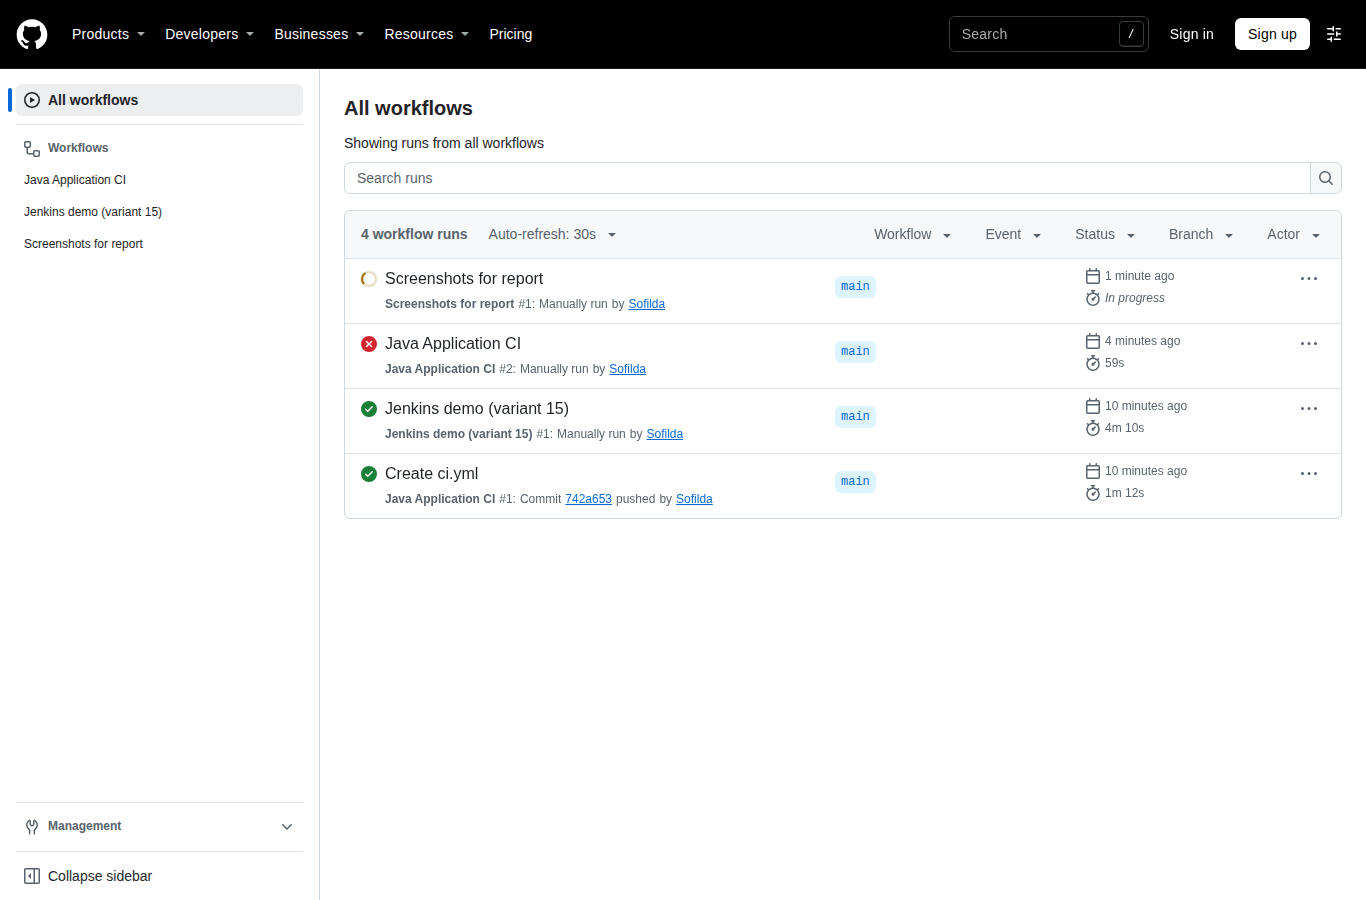 Products Developers Businesses Resources Pricing Search / Sign in Sign up
All workflows
Workflows
Java Application CI
Jenkins demo (variant 15)
Screenshots for report
Management
Collapse sidebar
All workflows
Showing runs from all workflows
Search runs
4 workflow runs Auto-refresh: 30s Workflow Event Status Branch Actor
Screenshots for report
Screenshots for report #1: Manually run by Sofilda
main
1 minute ago
In progress
Java Application CI
Java Application CI #2: Manually run by Sofilda
main
4 minutes ago
59s
Jenkins demo (variant 15)
Jenkins demo (variant 15) #1: Manually run by Sofilda
main
10 minutes ago
4m 10s
Create ci.yml
Java Application CI #1: Commit 742a653 pushed by Sofilda
main
10 minutes ago
1m 12s